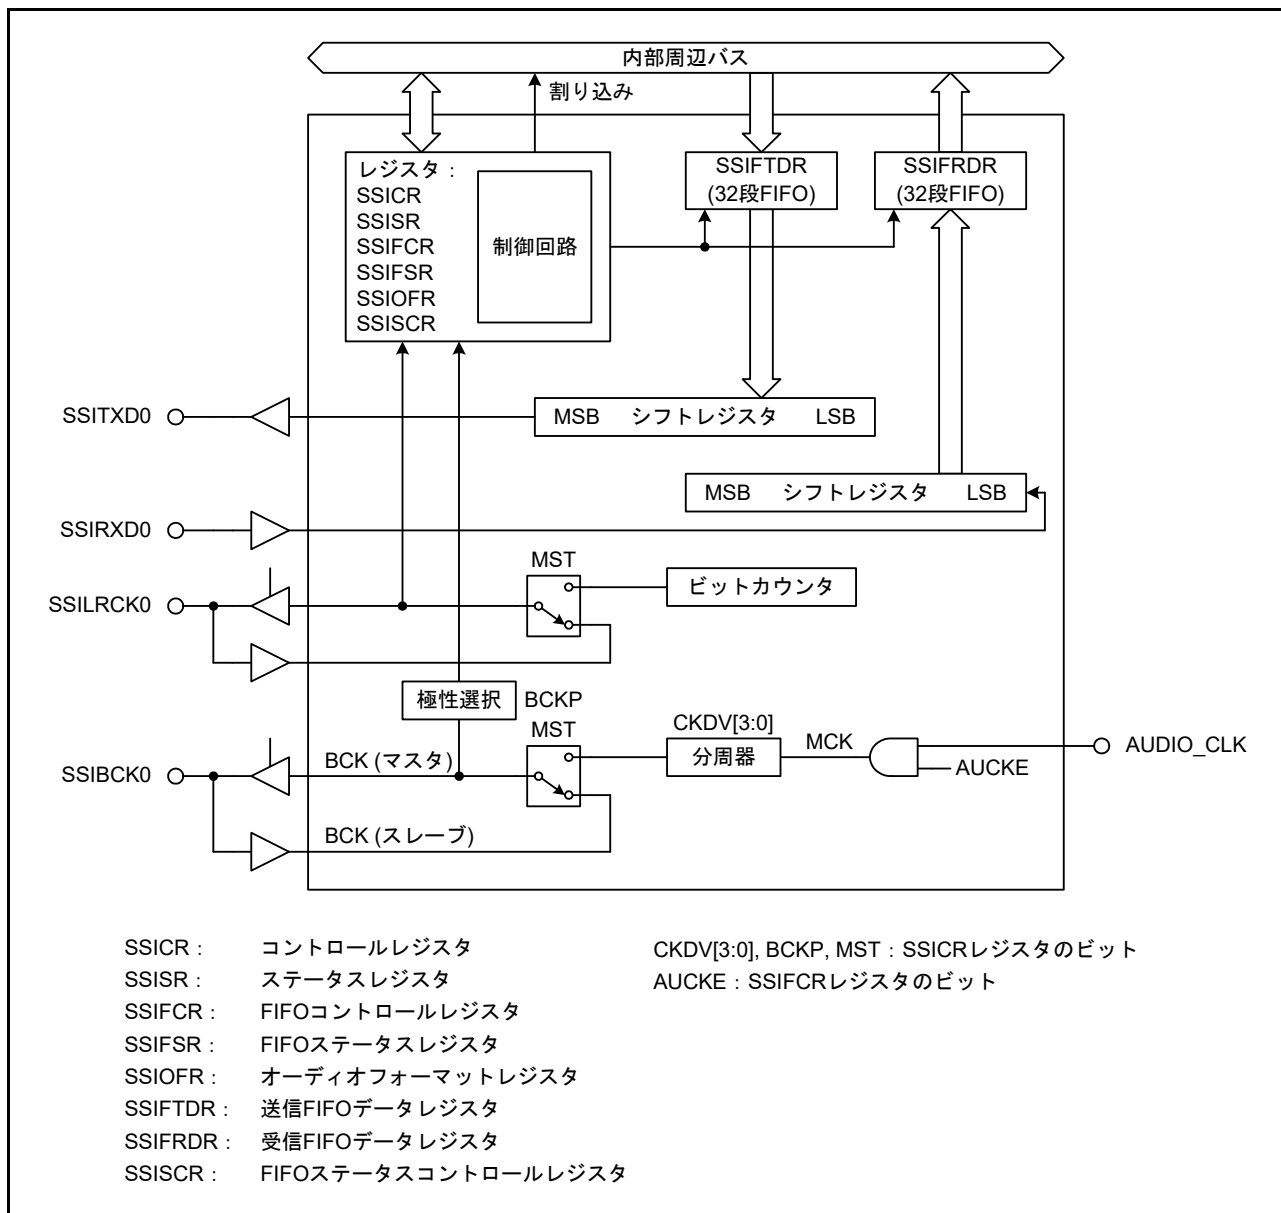 内部周辺バス
割り込み
レジスタ：
SSICR
SSISR
SSIFCR
SSIFSR
SSIOFR
SSISCR
制御回路
SSIFTDR
(32段FIFO)
SSIFRDR
(32段FIFO)
SSITXD0
MSB シフトレジスタ LSB
MSB シフトレジスタ LSB
SSIRXD0
MST
ビットカウンタ
SSILRCK0
極性選択 BCKP
MST
CKDV[3:0]
分周器
MCK
AUDIO_CLK
AUCKE
SSIBCK0
BCK (マスタ)
BCK (スレーブ)
SSICR： コントロールレジスタ
SSISR： ステータスレジスタ
SSIFCR： FIFOコントロールレジスタ
SSIFSR： FIFOステータスレジスタ
SSIOFR： オーディオフォーマットレジスタ
SSIFTDR： 送信FIFOデータレジスタ
SSIFRDR： 受信FIFOデータレジスタ
SSISCR： FIFOステータスコントロールレジスタ
CKDV[3:0], BCKP, MST：SSICRレジスタのビット
AUCKE：SSIFCRレジスタのビット